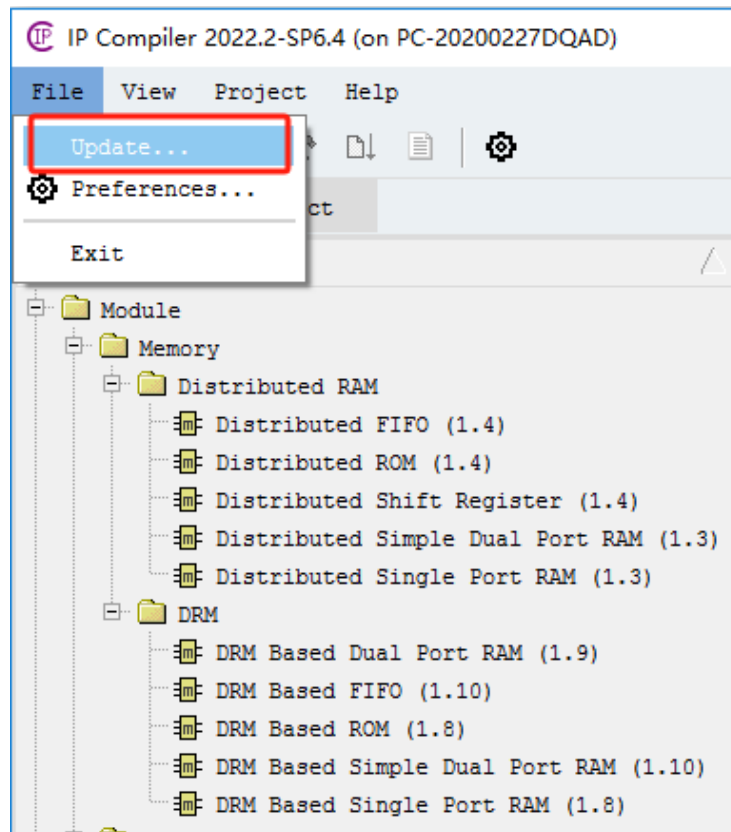 IP IP Compiler 2022.2-SP6.4 (on PC-20200227DQAD)
File View Project Help
Update...
Preferences...
ct
Exit
Module
Memory
Distributed RAM
m Distributed FIFO (1.4)
m Distributed ROM (1.4)
m Distributed Shift Register (1.4)
m Distributed Simple Dual Port RAM (1.3)
m Distributed Single Port RAM (1.3)
DRM
m DRM Based Dual Port RAM (1.9)
m DRM Based FIFO (1.10)
m DRM Based ROM (1.8)
m DRM Based Simple Dual Port RAM (1.10)
m DRM Based Single Port RAM (1.8)